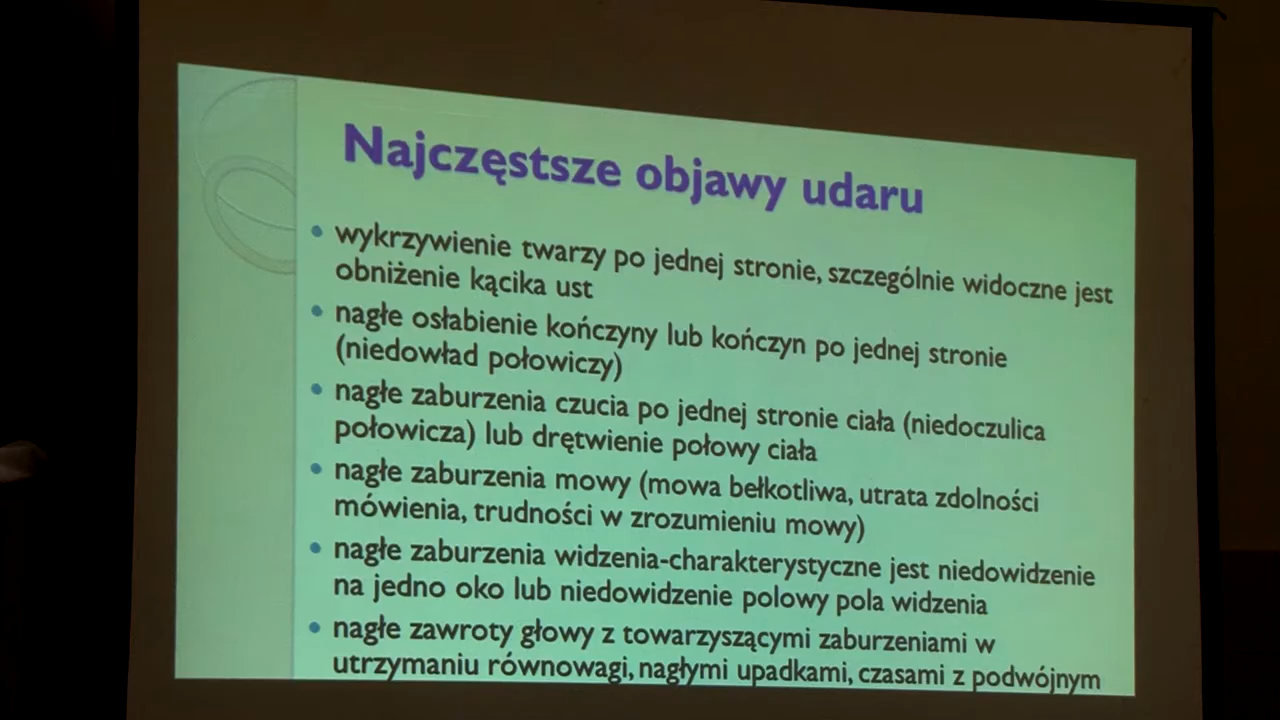 Najczęstsze objawy udaru
• wykrzywienie twarzy po jednej stronie, szczególnie widoczne jest
obniżenie kącika ust
• nagłe osłabienie kończyny lub kończyn po jednej stronie
(niedowład połowiczy)
• nagłe zaburzenia czucia po jednej stronie ciała (niedoczulica
połowicza) lub drętwienie połowy ciała
• nagłe zaburzenia mowy (mowa bełkotliwa, utrata zdolności
mówienia, trudności w zrozumieniu mowy)
• nagłe zaburzenia widzenia-charakterystyczne jest niedowidzenie
na jedno oko lub niedowidzenie polowy pola widzenia
• nagłe zawroty głowy z towarzyszącymi zaburzeniami w
utrzymaniu równowagi, nagłymi upadkami, czasami z podwójnym